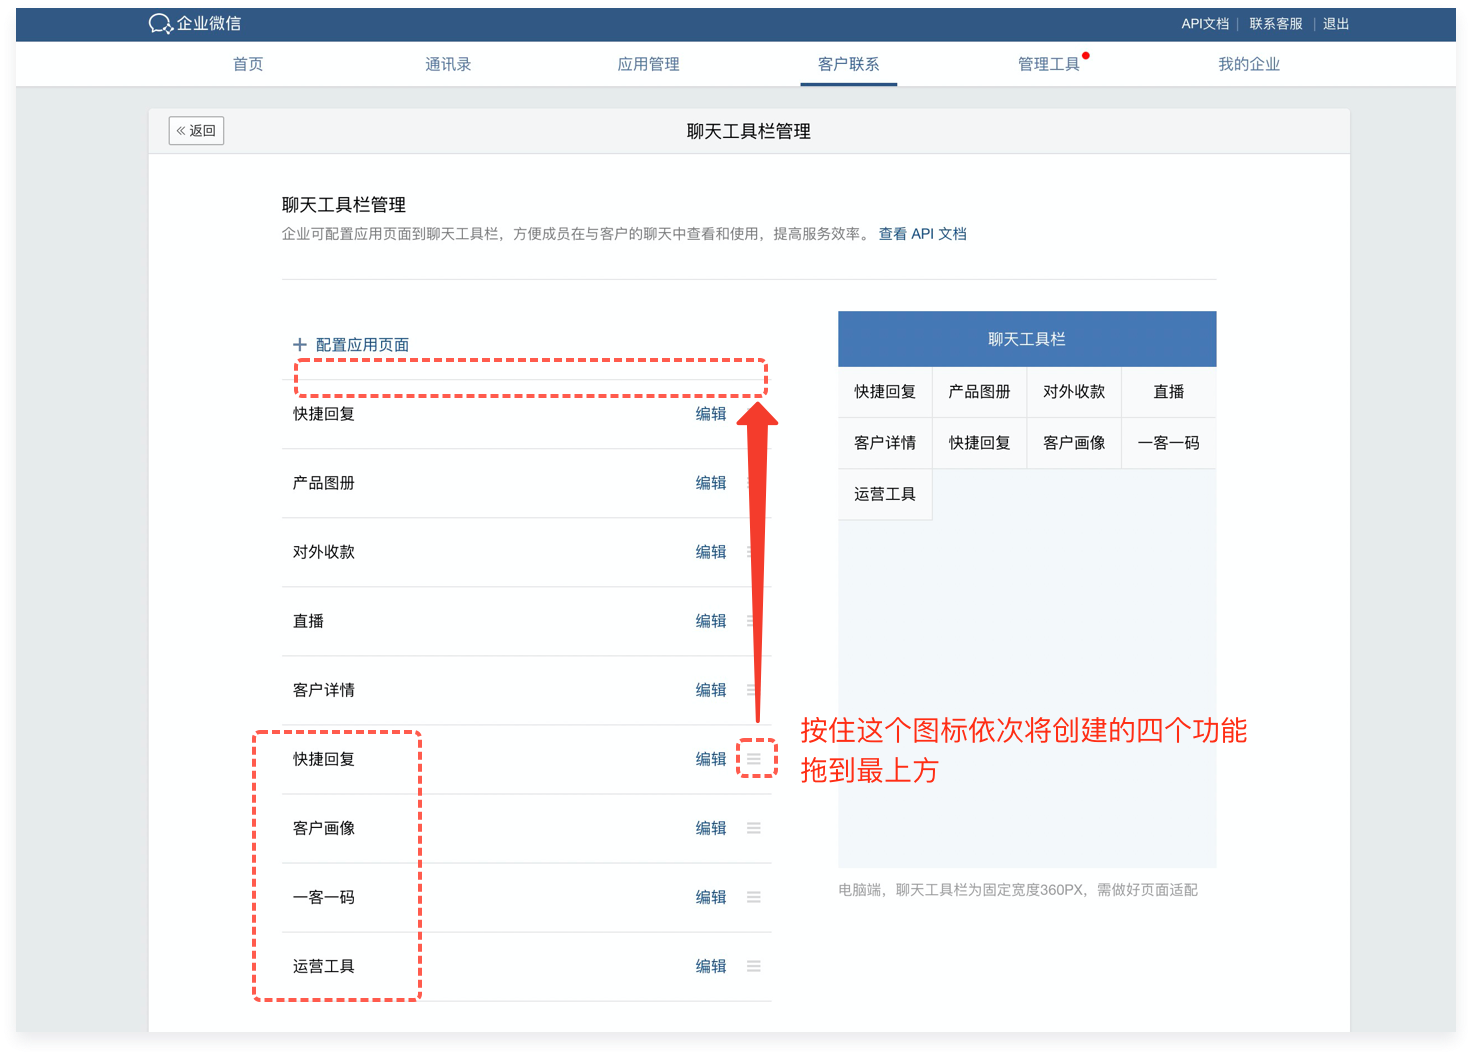 企业微信
API文档 | 联系客服 | 退出
首页 通讯录 应用管理 客户联系 管理工具 我的企业
« 返回
聊天工具栏管理
聊天工具栏管理
企业可配置应用页面到聊天工具栏，方便成员在与客户的聊天中查看和使用，提高服务效率。 查看 API 文档
+ 配置应用页面
快捷回复 编辑
产品图册 编辑
对外收款 编辑
直播 编辑
客户详情 编辑
快捷回复 编辑
客户画像 编辑
一客一码 编辑
运营工具 编辑
聊天工具栏
快捷回复 产品图册 对外收款 直播
客户详情 快捷回复 客户画像 一客一码
运营工具
按住这个图标依次将创建的四个功能
拖到最上方
电脑端，聊天工具栏为固定宽度360PX，需做好页面适配